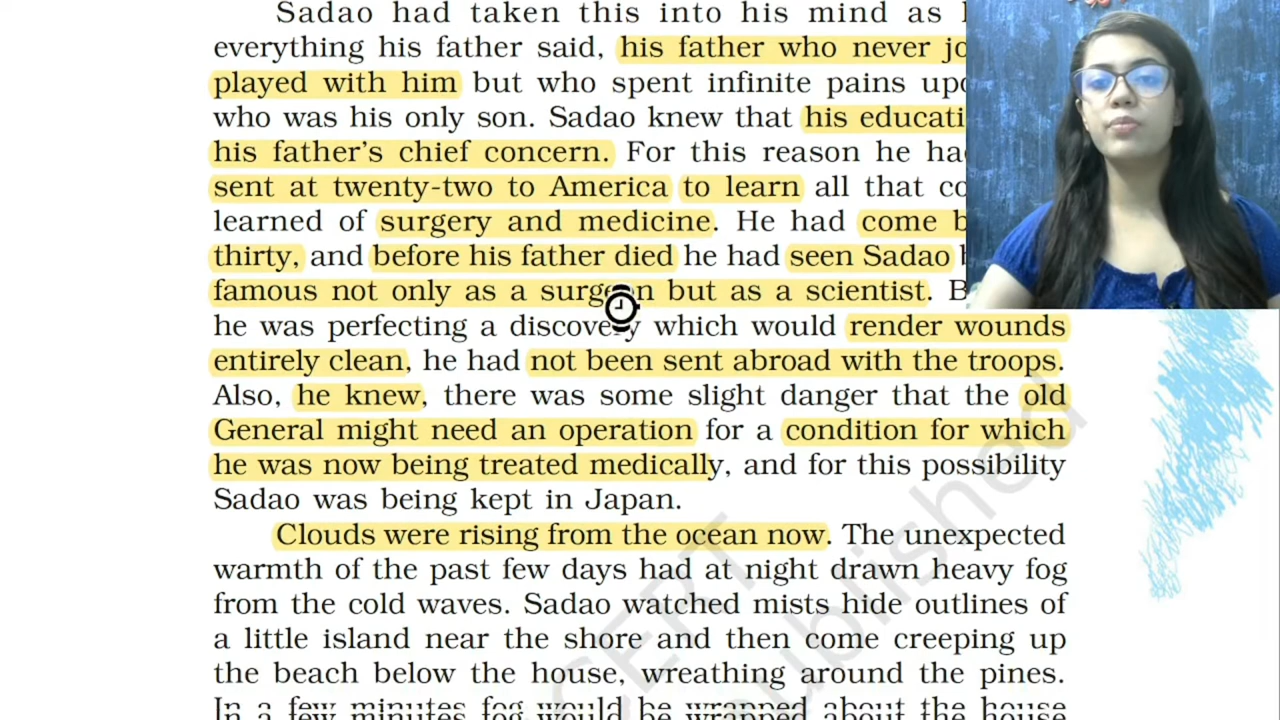 Sadao had taken this into his mind as
everything his father said, his father who never
played with him but who spent infinite pains
who was his only son. Sadao knew that his
his father's chief concern. For this reason he
sent at twenty-two to America to learn all that
learned of surgery and medicine. He had come
thirty, and before his father died he had seen Sadao
famous not only as a surgeon but as a scientist.
he was perfecting a discovery which would render wounds
entirely clean, he had not been sent abroad with the troops.
Also, he knew, there was some slight danger that the old
General might need an operation for a condition for which
he was now being treated medically, and for this possibility
Sadao was being kept in Japan.
Clouds were rising from the ocean now. The unexpected
warmth of the past few days had at night drawn heavy fog
from the cold waves. Sadao watched mists hide outlines of
a little island near the shore and then come creeping up
the beach below the house, wreathing around the pines.
In a few minutes fog would be wrapped about the house